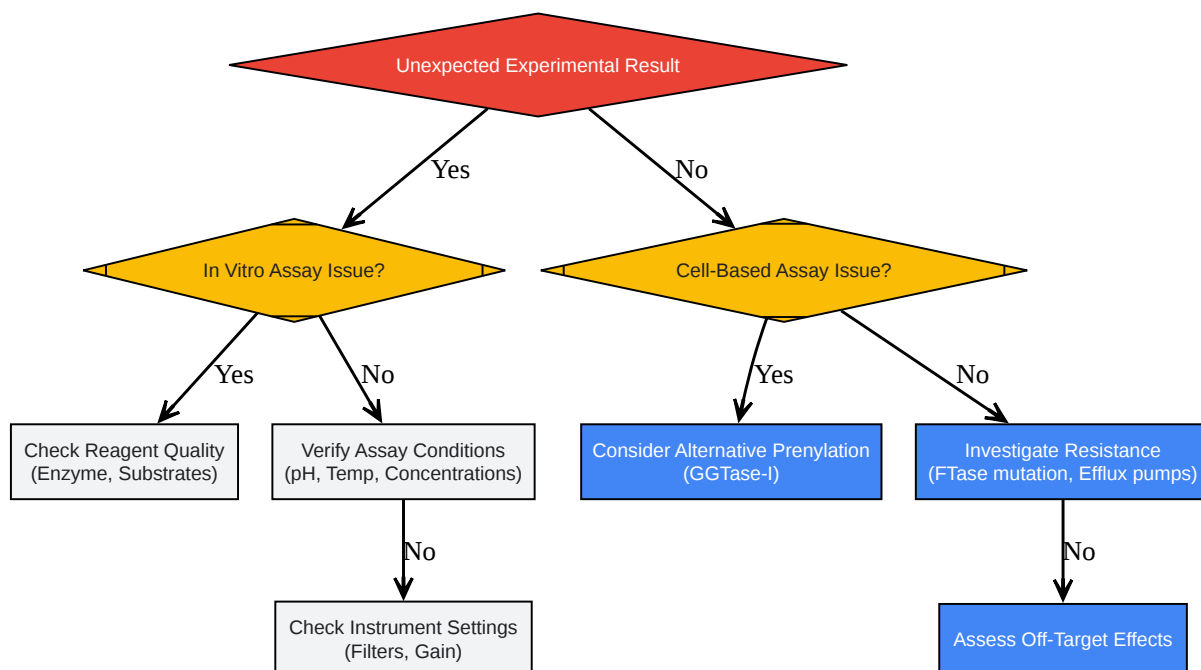 Unexpected Experimental Result
Yes
No
In Vitro Assay Issue?
Cell-Based Assay Issue?
Yes
No
Yes
No
Check Reagent Quality
(Enzyme, Substrates)
Verify Assay Conditions
(pH, Temp, Concentrations)
Consider Alternative Prenylation
(GGTase-I)
Investigate Resistance
(FTase mutation, Efflux pumps)
No
No
Check Instrument Settings
(Filters, Gain)
Assess Off-Target Effects